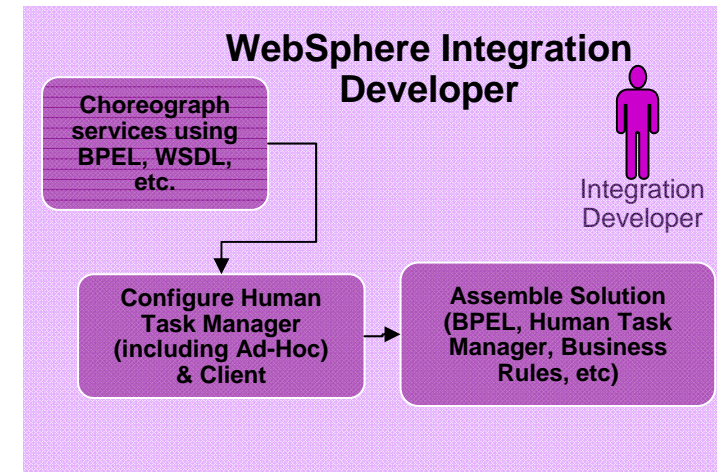 WebSphere Integration
Developer
Choreograph
services using
BPEL, WSDL,
etc.
Integration
Developer
Configure Human
Task Manager
(including Ad-Hoc)
& Client
Assemble Solution
(BPEL, Human Task
Manager, Business
Rules, etc)